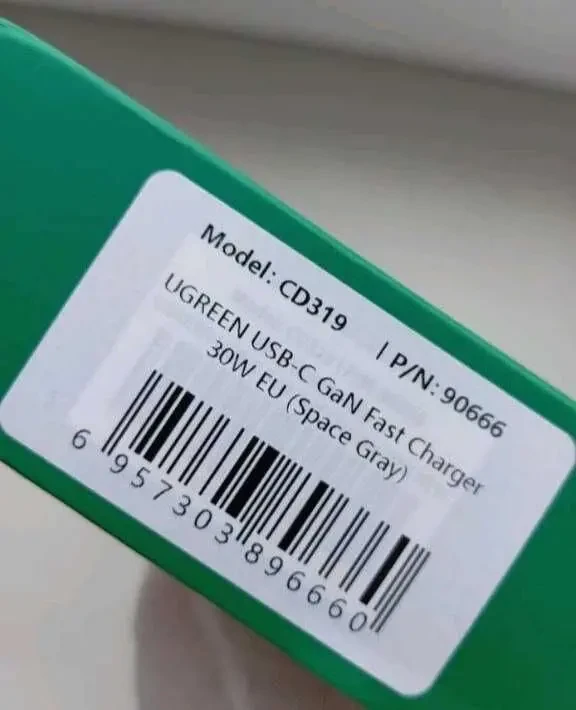 Model: CD319 | P/N: 90666
UGREEN USB-C GaN Fast Charger
30W EU (Space Gray)
6 957303 896660